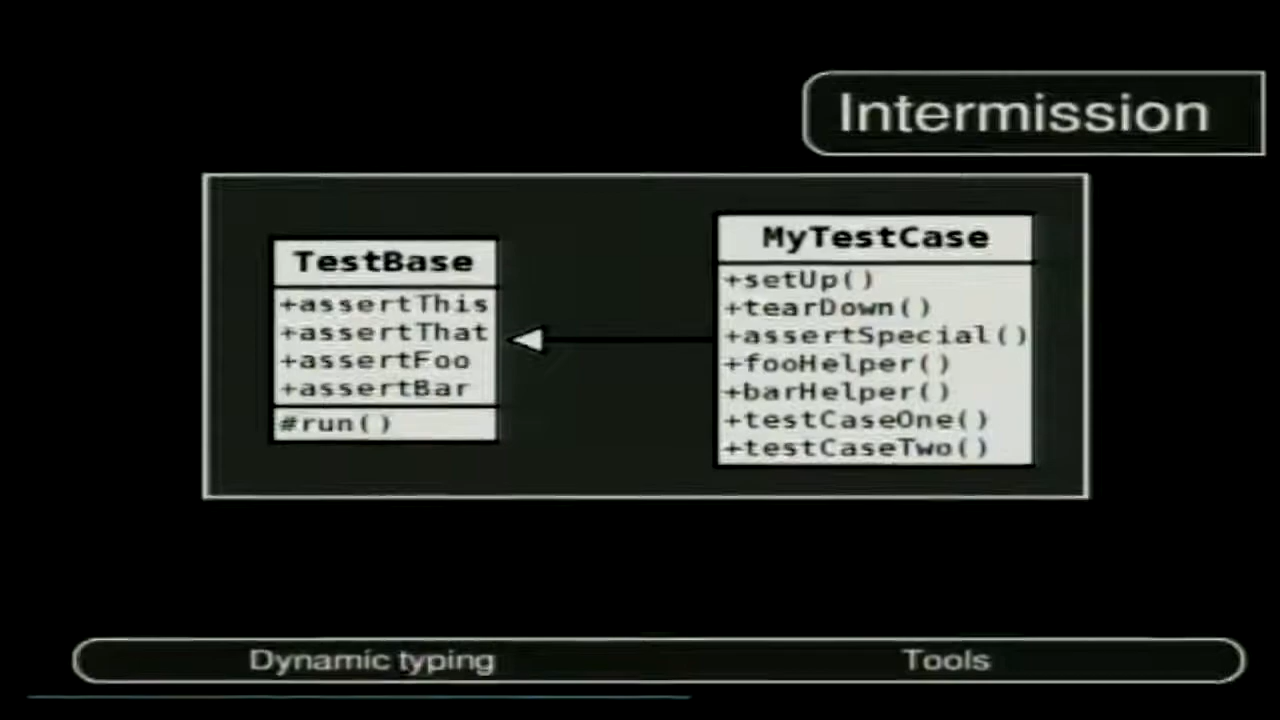 Intermission
TestBase
+assertThis
+assertThat
+assertFoo
+assertBar
#run()
MyTestCase
+setUp()
+tearDown()
+assertSpecial()
+fooHelper()
+barHelper()
+testCaseOne()
+testCaseTwo()
Dynamic typing
Tools